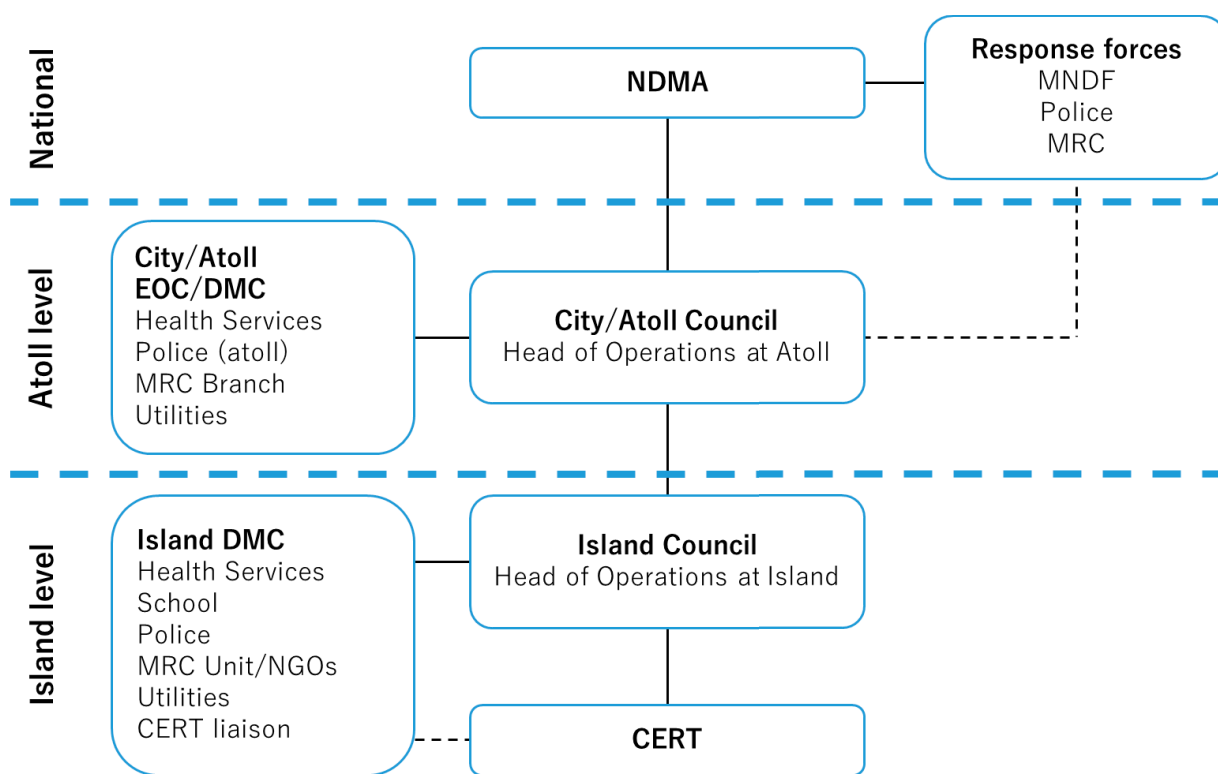 National
NDMA
Response forces
MNDF
Police
MRC
Atoll level
City/Atoll
EOC/DMC
Health Services
Police (atoll)
MRC Branch
Utilities
City/Atoll Council
Head of Operations at Atoll
Island level
Island DMC
Health Services
School
Police
MRC Unit/NGOs
Utilities
CERT liaison
Island Council
Head of Operations at Island
CERT